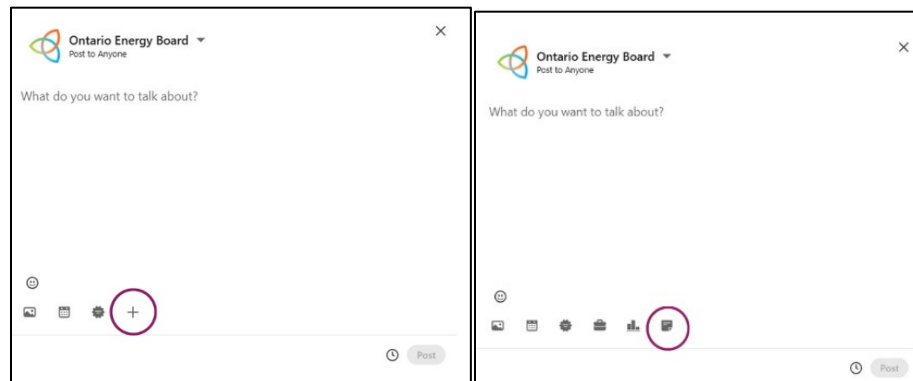 Ontario Energy Board
Post to Anyone
What do you want to talk about?
Post
Ontario Energy Board
Post to Anyone
What do you want to talk about?
Post